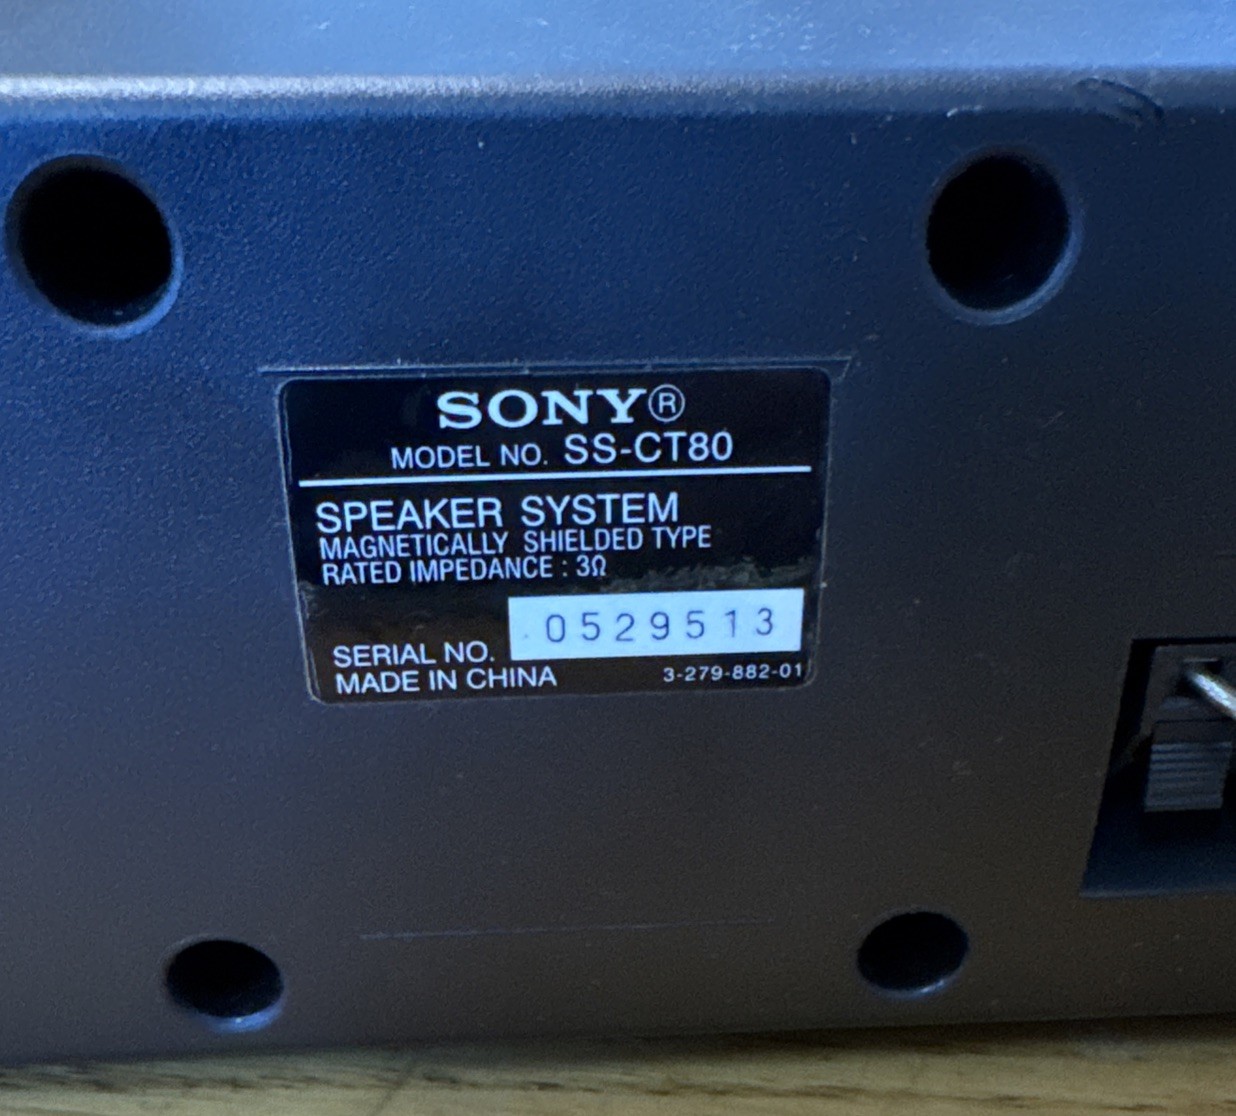 SONY®
MODEL NO. SS-CT80
SPEAKER SYSTEM
MAGNETICALLY SHIELDED TYPE
RATED IMPEDANCE : 3Ω
SERIAL NO. 0529513
MADE IN CHINA 3-279-882-01